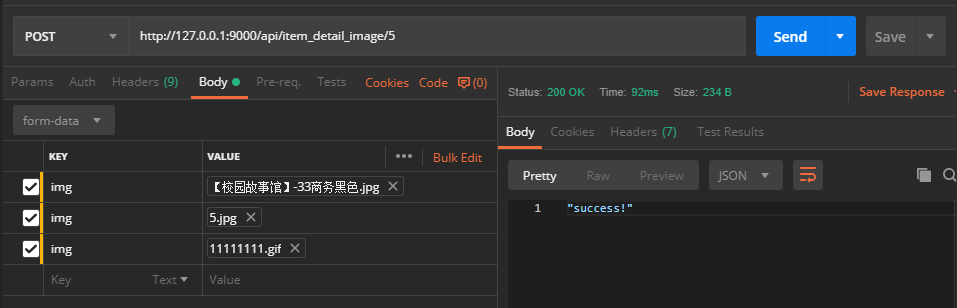 POST http://127.0.0.1:9000/api/item_detail_image/5 Send Save
Params Auth Headers (9) Body Pre-req. Tests Cookies Code (0)
Status: 200 OK Time: 92ms Size: 234 B Save Response
form-data
Body Cookies Headers (7) Test Results
KEY VALUE ••• Bulk Edit
Pretty Raw Preview JSON
img 【校园故事馆】-33商务黑色.jpg
img 5.jpg
img 11111111.gif
Key Text Value
1 "success!"